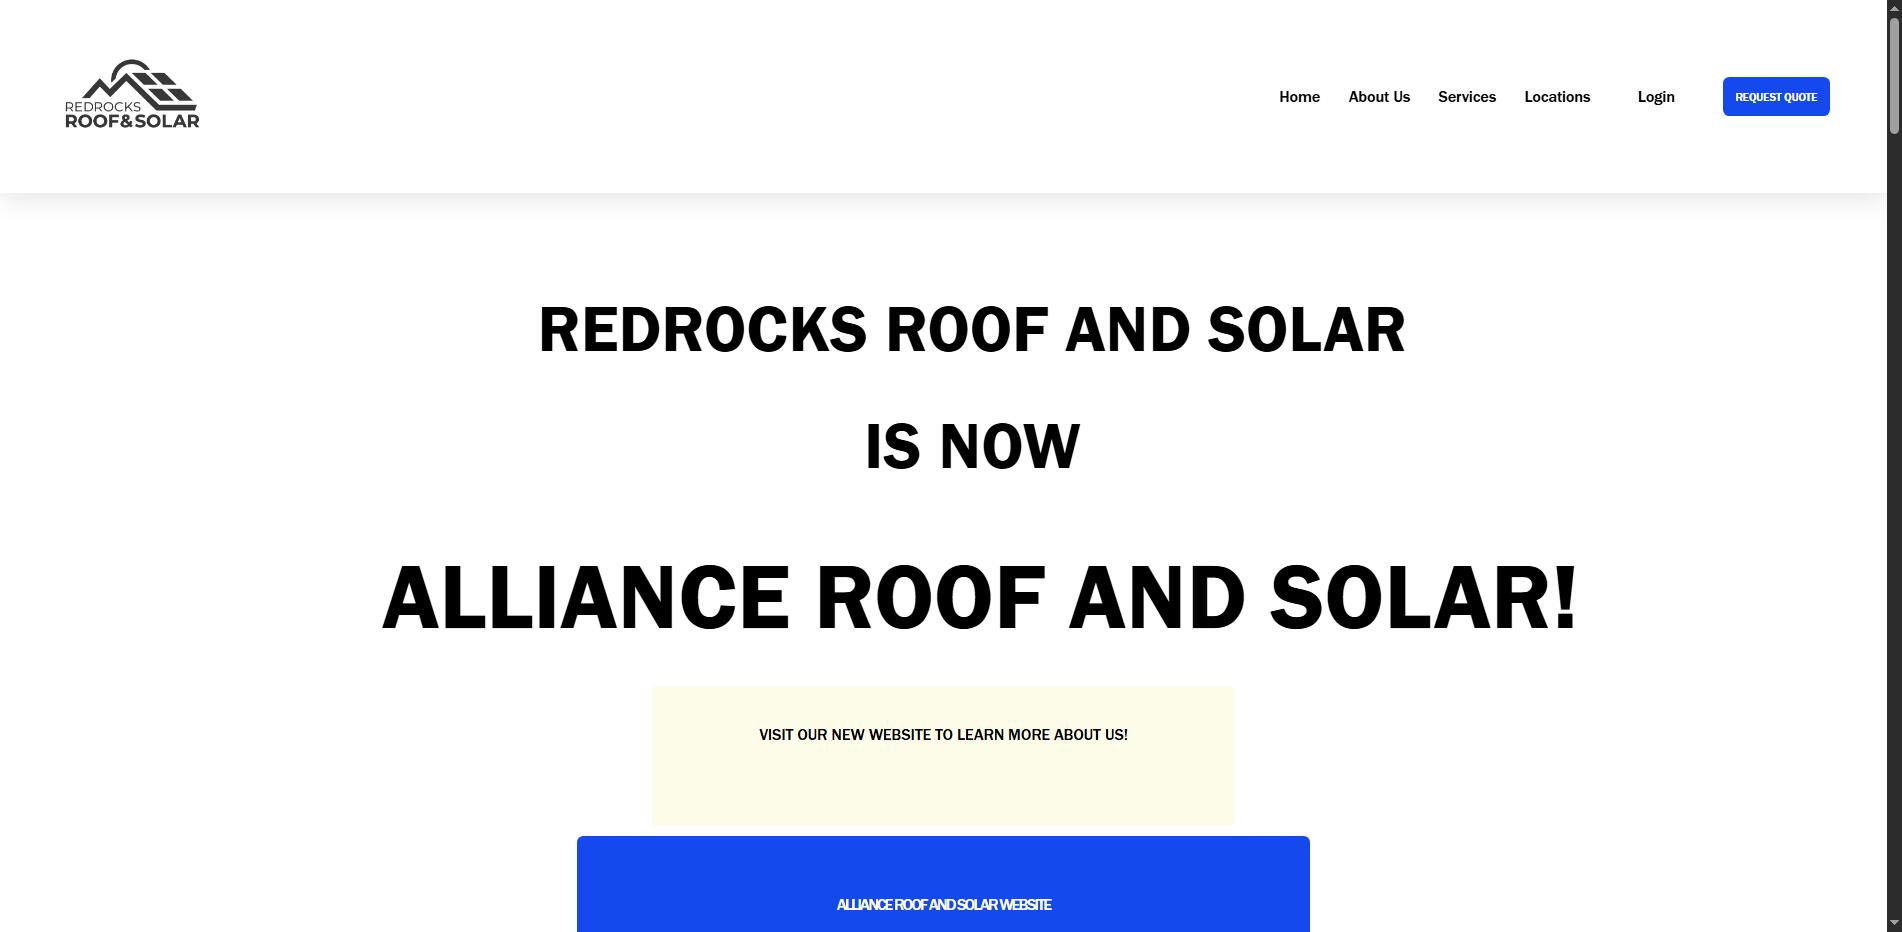 REDROCKS
ROOF&SOLAR
Home About Us Services Locations Login REQUEST QUOTE
REDROCKS ROOF AND SOLAR
IS NOW
ALLIANCE ROOF AND SOLAR!
VISIT OUR NEW WEBSITE TO LEARN MORE ABOUT US!
ALLIANCE ROOF AND SOLAR WEBSITE